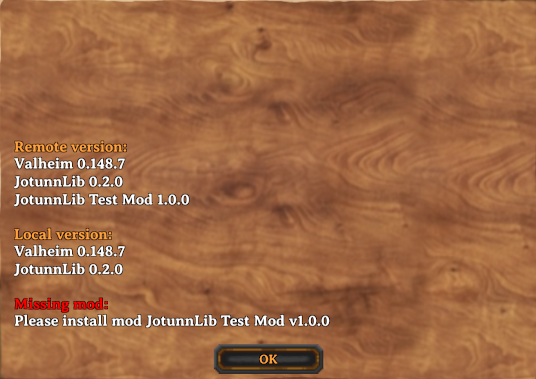 Remote version:
Valheim 0.148.7
JotunnLib 0.2.0
JotunnLib Test Mod 1.0.0
Local version:
Valheim 0.148.7
JotunnLib 0.2.0
Missing mod:
Please install mod JotunnLib Test Mod v1.0.0
OK